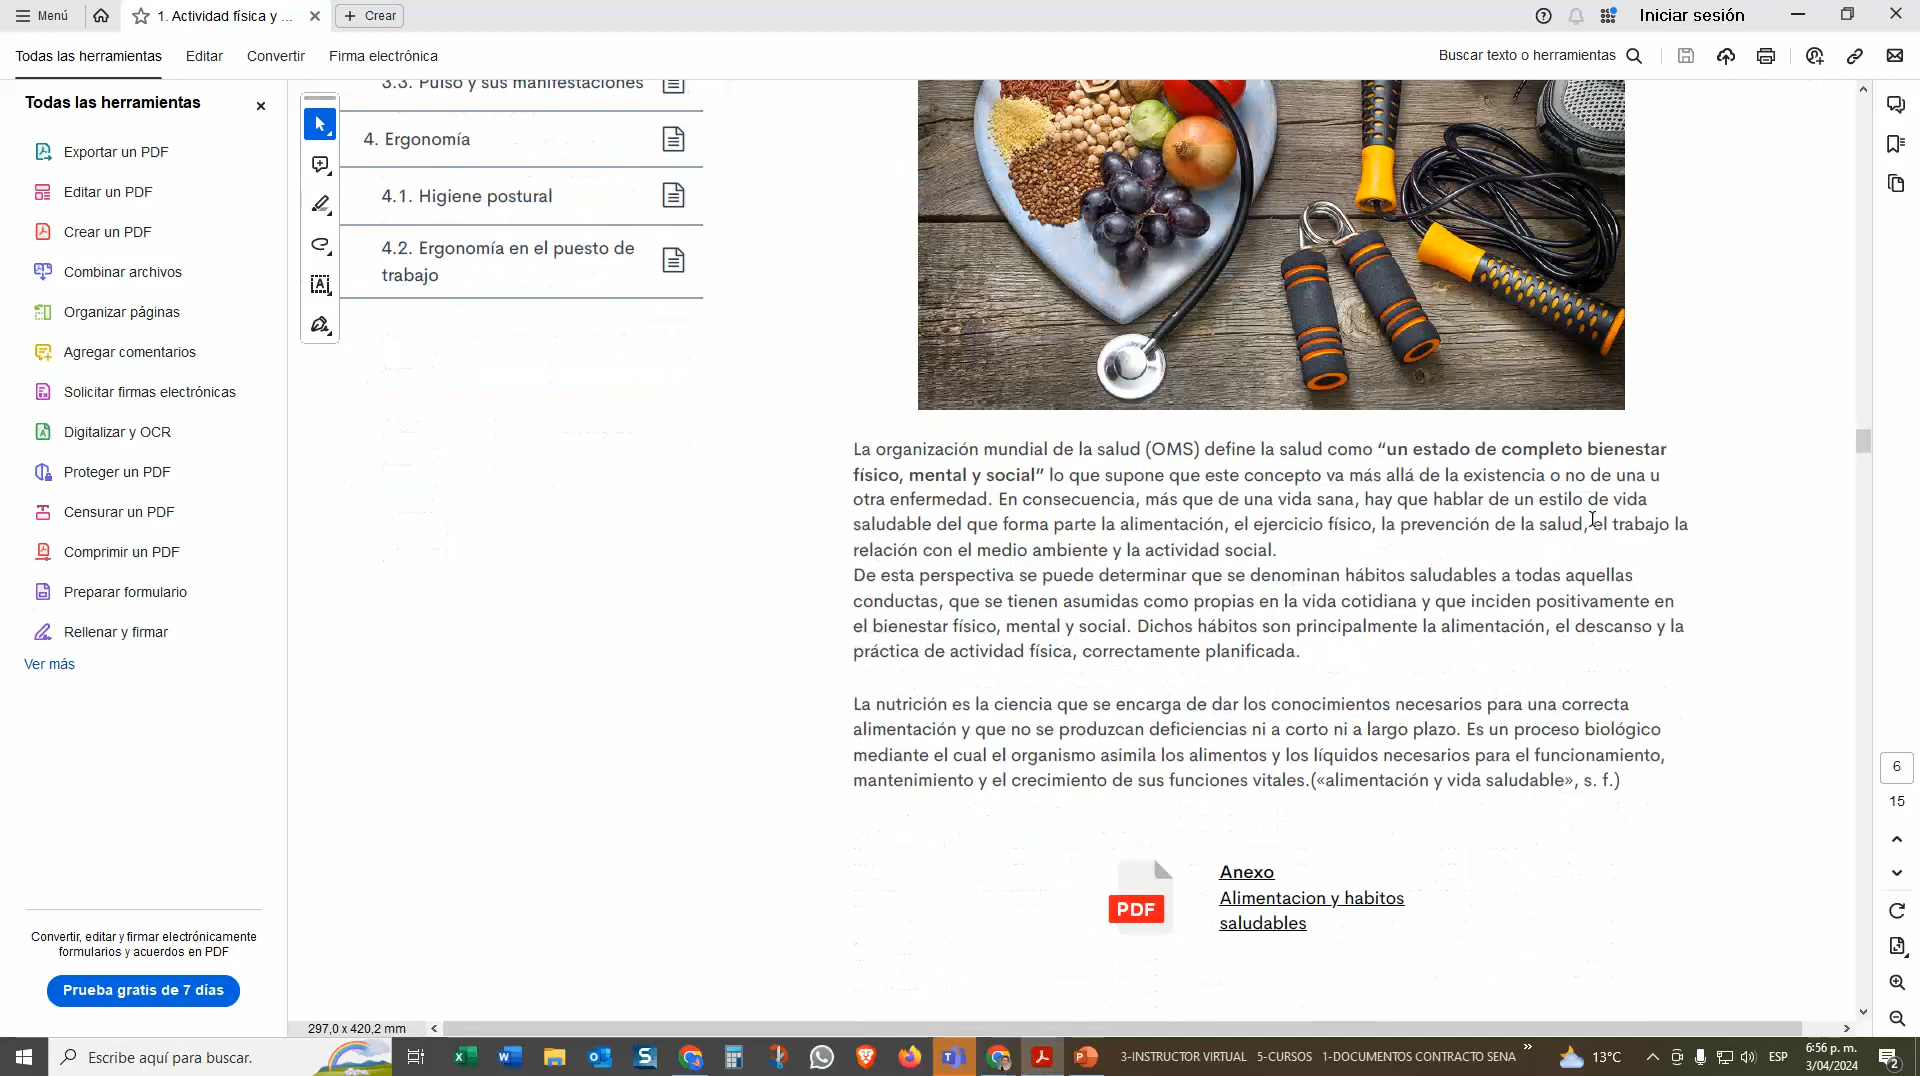 Menú
1. Actividad física y ...
Crear
Iniciar sesión
Todas las herramientas
Editar
Convertir
Firma electrónica
Buscar texto o herramientas
Todas las herramientas
Exportar un PDF
Editar un PDF
Crear un PDF
Combinar archivos
Organizar páginas
Agregar comentarios
Solicitar firmas electrónicas
Digitalizar y OCR
Proteger un PDF
Censurar un PDF
Comprimir un PDF
Preparar formulario
Rellenar y firmar
Ver más
Convertir, editar y firmar electrónicamente
formularios y acuerdos en PDF
Prueba gratis de 7 días
3.3. Pulso y sus manifestaciones
4. Ergonomía
4.1. Higiene postural
4.2. Ergonomía en el puesto de
trabajo
La organización mundial de la salud (OMS) define la salud como “un estado de completo bienestar
físico, mental y social” lo que supone que este concepto va más allá de la existencia o no de una u
otra enfermedad. En consecuencia, más que de una vida sana, hay que hablar de un estilo de vida
saludable del que forma parte la alimentación, el ejercicio físico, la prevención de la salud, el trabajo la
relación con el medio ambiente y la actividad social.
De esta perspectiva se puede determinar que se denominan hábitos saludables a todas aquellas
conductas, que se tienen asumidas como propias en la vida cotidiana y que inciden positivamente en
el bienestar físico, mental y social. Dichos hábitos son principalmente la alimentación, el descanso y la
práctica de actividad física, correctamente planificada.
La nutrición es la ciencia que se encarga de dar los conocimientos necesarios para una correcta
alimentación y que no se produzcan deficiencias ni a corto ni a largo plazo. Es un proceso biológico
mediante el cual el organismo asimila los alimentos y los líquidos necesarios para el funcionamiento,
mantenimiento y el crecimiento de sus funciones vitales.(«alimentación y vida saludable», s. f.)
PDF
Anexo
Alimentacion y habitos
saludables
6
15
297,0 x 420,2 mm
Escribe aquí para buscar.
3-INSTRUCTOR VIRTUAL
5-CURSOS
1-DOCUMENTOS CONTRACTO SENA
13°C
ESP
6:56 p. m.
3/04/2024
2